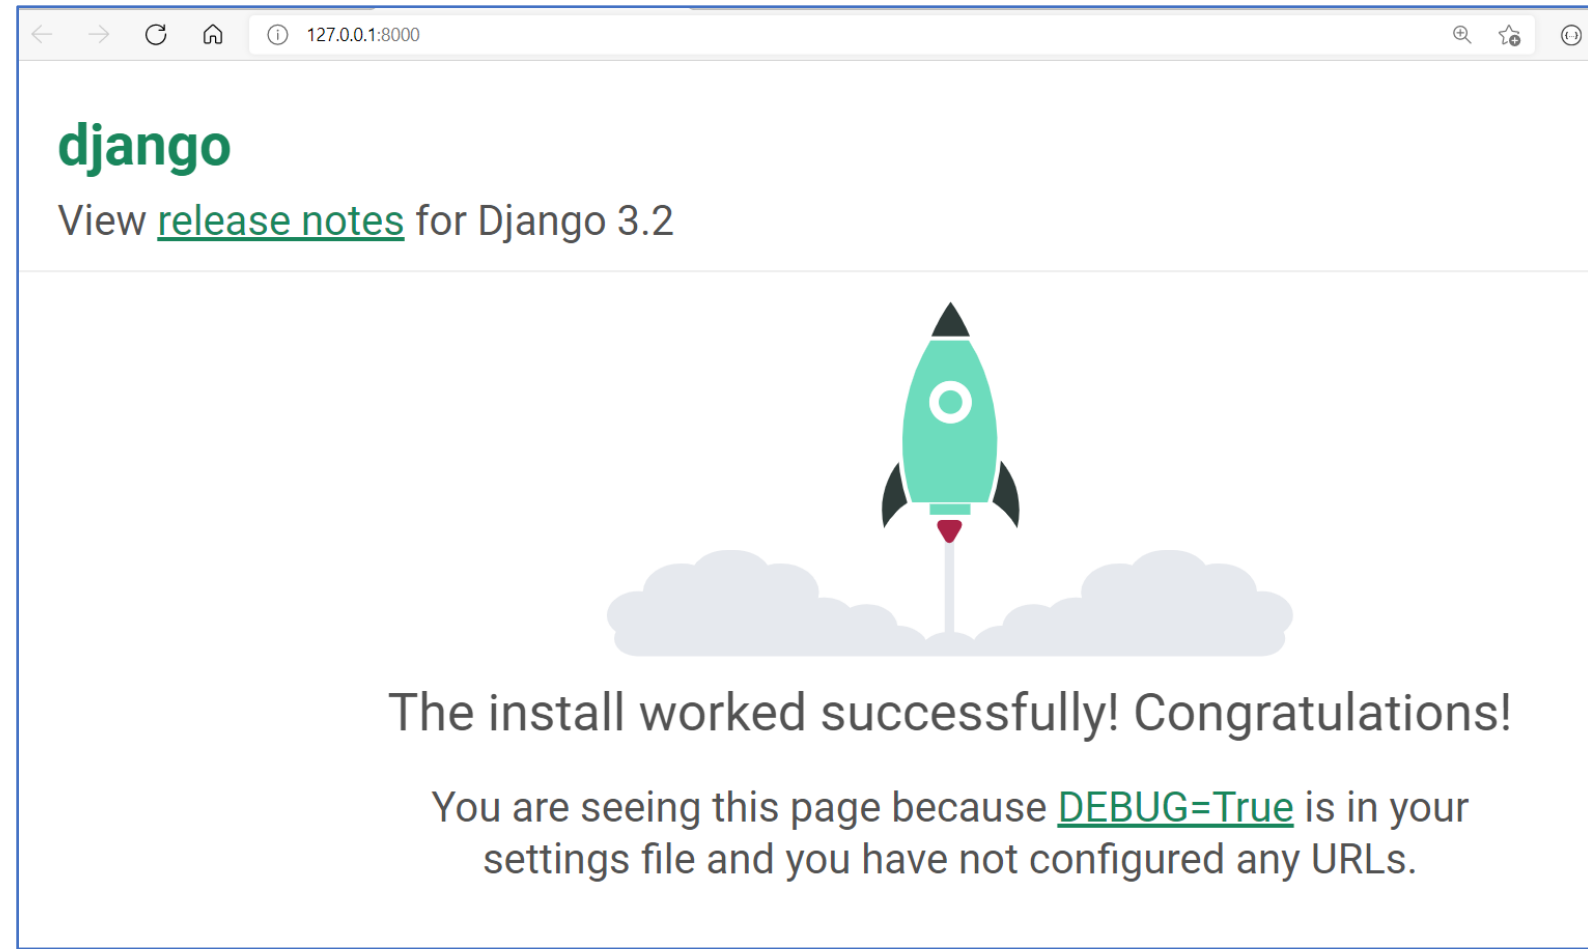 127.0.0.1:8000
django
View release notes for Django 3.2
The install worked successfully! Congratulations!
You are seeing this page because DEBUG=True is in your
settings file and you have not configured any URLs.